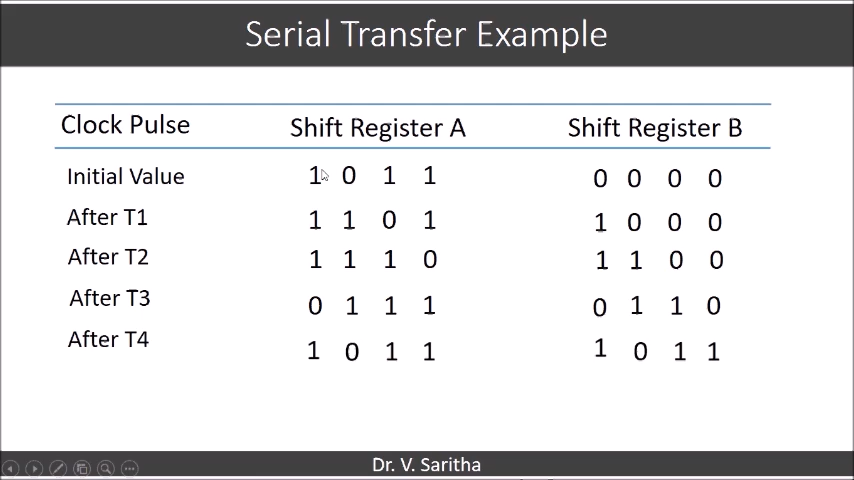 Serial Transfer Example
Clock Pulse Shift Register A Shift Register B
Initial Value 1 0 1 1 0 0 0 0
After T1 1 1 0 1 1 0 0 0
After T2 1 1 1 0 1 1 0 0
After T3 0 1 1 1 0 1 1 0
After T4 1 0 1 1 1 0 1 1
Dr. V. Saritha